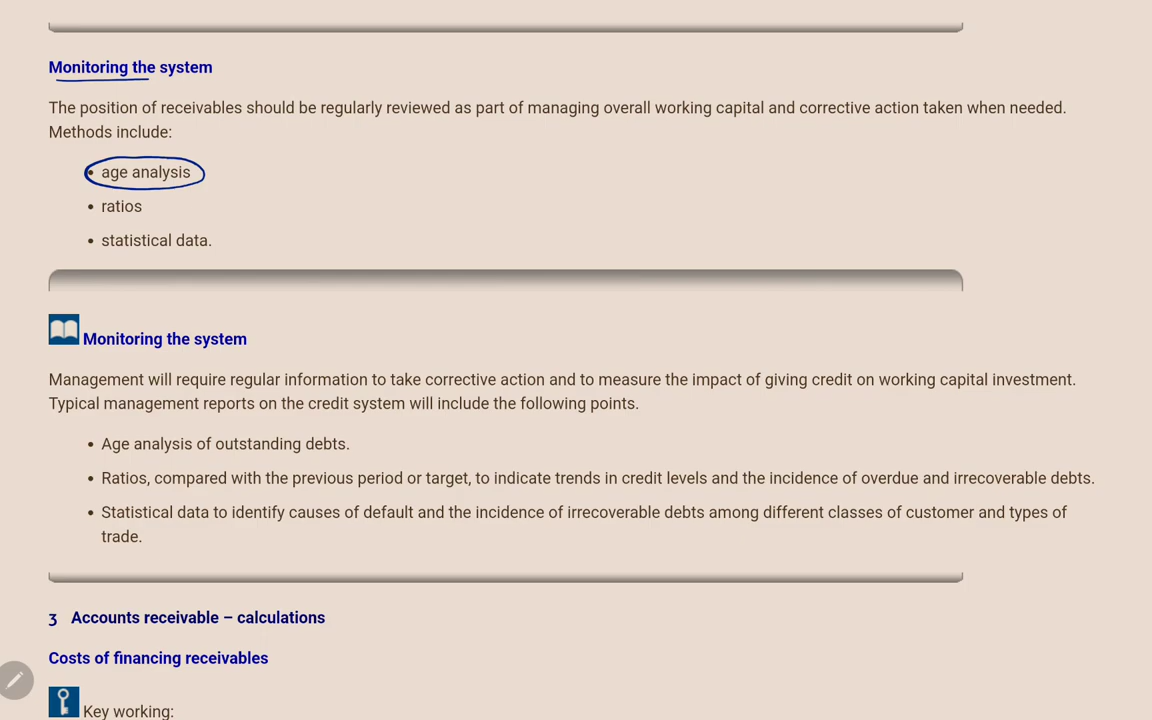 Monitoring the system
The position of receivables should be regularly reviewed as part of managing overall working capital and corrective action taken when needed.
Methods include:
• age analysis
• ratios
• statistical data.
Monitoring the system
Management will require regular information to take corrective action and to measure the impact of giving credit on working capital investment.
Typical management reports on the credit system will include the following points.
• Age analysis of outstanding debts.
• Ratios, compared with the previous period or target, to indicate trends in credit levels and the incidence of overdue and irrecoverable debts.
• Statistical data to identify causes of default and the incidence of irrecoverable debts among different classes of customer and types of
trade.
3 Accounts receivable – calculations
Costs of financing receivables
Key working: